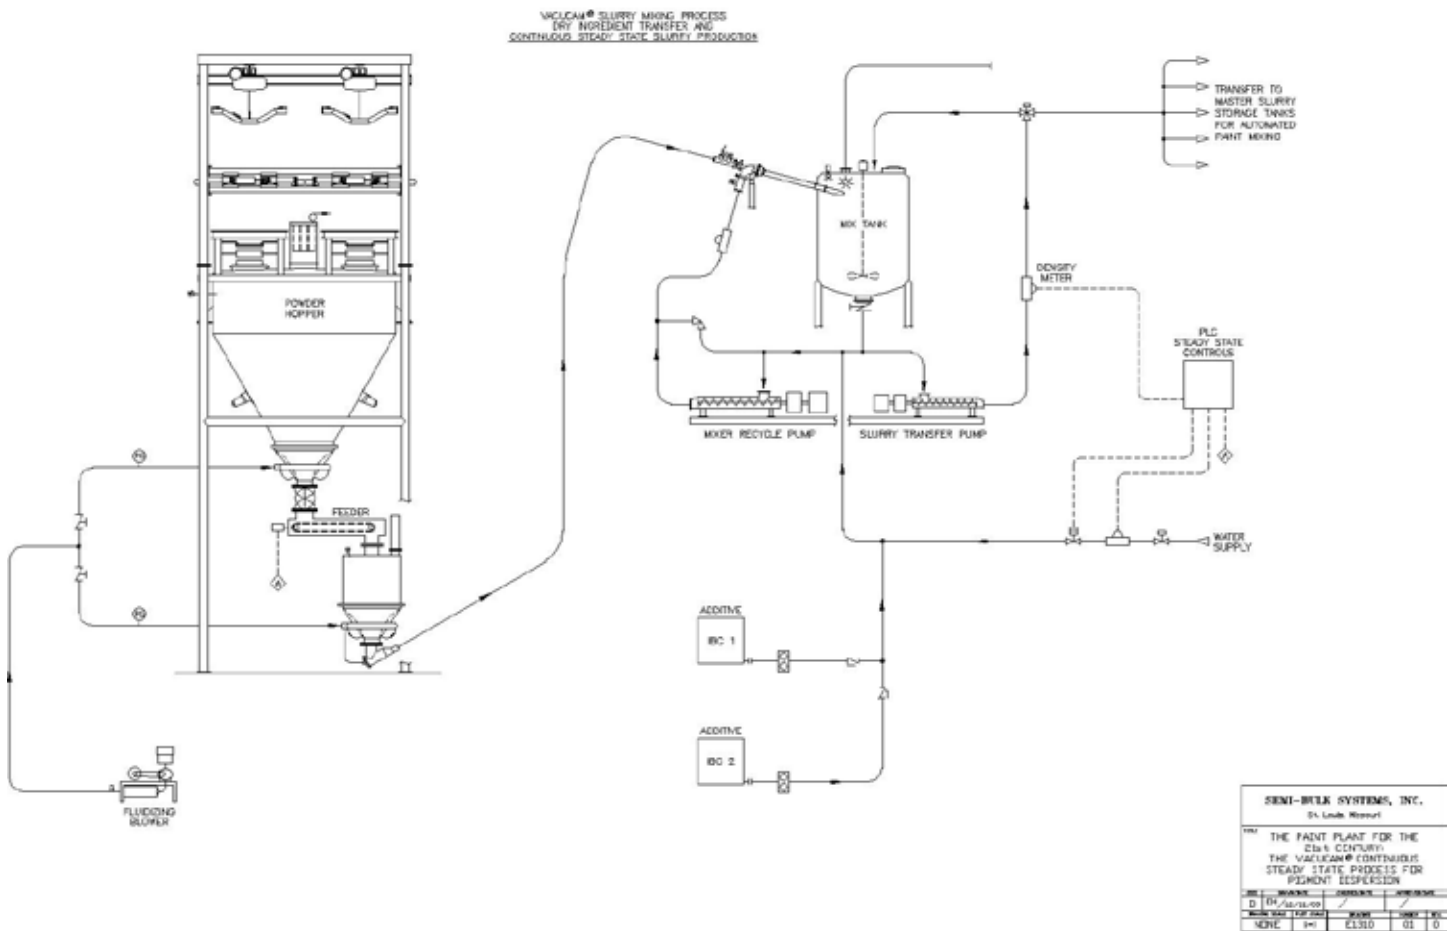 VACUCAM® SLURRY MIXING PROCESS
DRY INGREDIENT TRANSFER AND
CONTINUOUS STEADY STATE SLURRY PRODUCTION
TRANSFER TO
MASTER SLURRY
STORAGE TANKS
FOR AUTOMATED
PAINT MIXING
MIX TANK
DENSITY
METER
POWDER
HOPPER
PLC
STEADY STATE
CONTROLS
MIXER RECYCLE PUMP
SLURRY TRANSFER PUMP
FEEDER
A
A
WATER
SUPPLY
ADDITIVE
IBC 1
ADDITIVE
IBC 2
FLUIDIZING
BLOWER
SEMI-BULK SYSTEMS, INC.
St. Louis, Missouri
TITLE
THE PAINT PLANT FOR THE
21st CENTURY:
THE VACUCAM® CONTINUOUS
STEADY STATE PROCESS FOR
PIGMENT DISPERSION
D
NONE 1=1 E1310 01 0